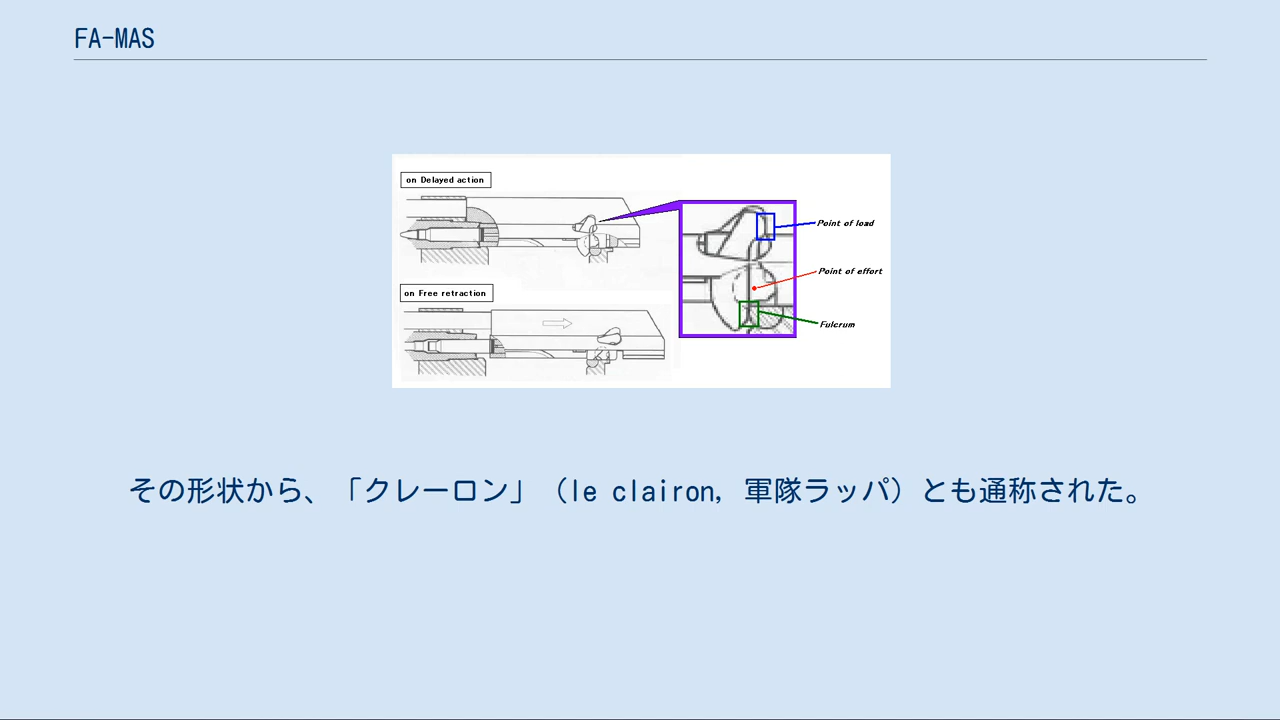 FA-MAS
on Delayed action
Point of load
Point of effort
on Free retraction
Fulcrum
その形状から、「クレーロン」（le clairon, 軍隊ラッパ）とも通称された。